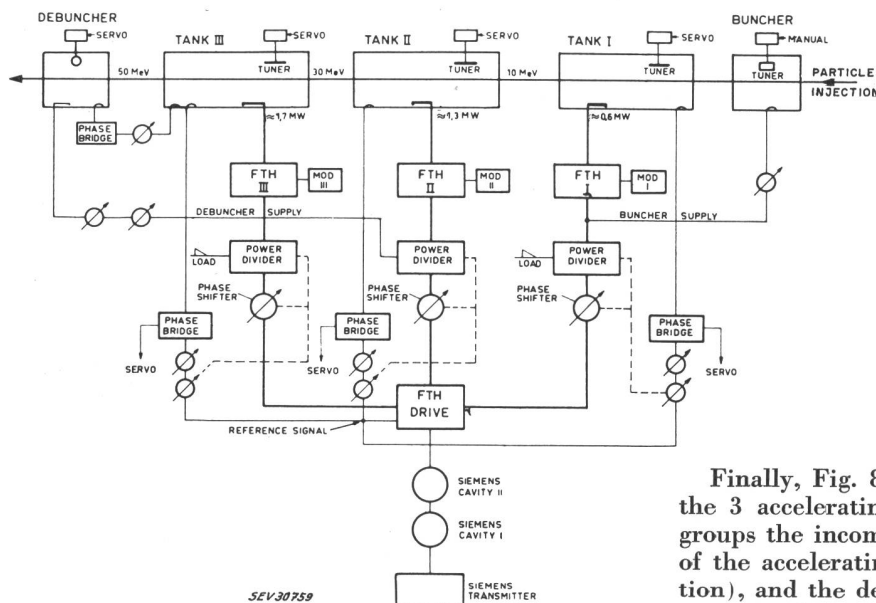 DEBUNCHER
SERVO
TANK III
SERVO
TANK II
SERVO
TANK I
SERVO
BUNCHER
MANUAL
TUNER
TUNER
TUNER
TUNER
50 MeV
30 MeV
10 MeV
PARTICLE
INJECTION
≈1,7 MW
≈1,3 MW
≈0,6 MW
PHASE
BRIDGE
FTH
III
MOD
III
FTH
II
MOD
II
FTH
I
MOD
I
DEBUNCHER SUPPLY
BUNCHER SUPPLY
LOAD
POWER
DIVIDER
POWER
DIVIDER
LOAD
POWER
DIVIDER
PHASE
SHIFTER
PHASE
SHIFTER
PHASE
SHIFTER
PHASE
BRIDGE
PHASE
BRIDGE
PHASE
BRIDGE
SERVO
SERVO
SERVO
FTH
DRIVE
REFERENCE SIGNAL
SIEMENS
CAVITY II
SIEMENS
CAVITY I
SIEMENS
TRANSMITTER
SEV30759
Finally, Fig. 8
the 3 acceleratin
groups the incom
of the acceleratin
tion), and the de